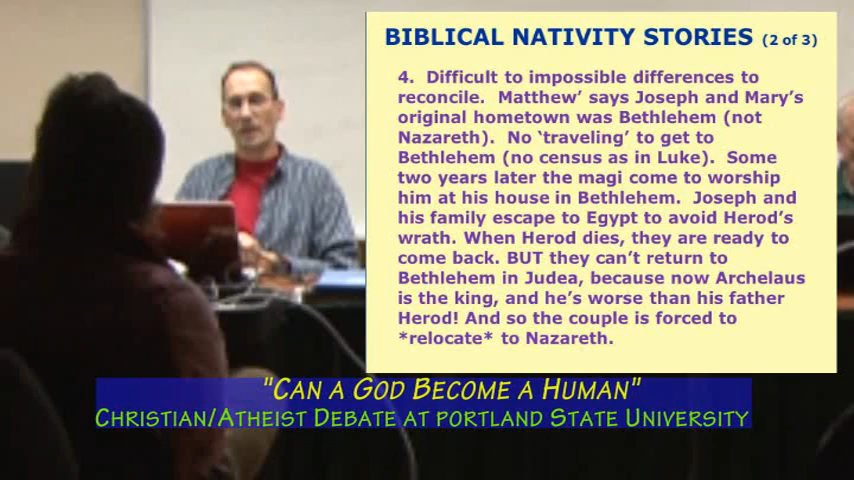 BIBLICAL NATIVITY STORIES (2 of 3)
4. Difficult to impossible differences to
reconcile. Matthew’ says Joseph and Mary’s
original hometown was Bethlehem (not
Nazareth). No ‘traveling’ to get to
Bethlehem (no census as in Luke). Some
two years later the magi come to worship
him at his house in Bethlehem. Joseph and
his family escape to Egypt to avoid Herod’s
wrath. When Herod dies, they are ready to
come back. BUT they can’t return to
Bethlehem in Judea, because now Archelaus
is the king, and he’s worse than his father
Herod! And so the couple is forced to
*relocate* to Nazareth.
"CAN A GOD BECOME A HUMAN"
CHRISTIAN/ATHEIST DEBATE AT PORTLAND STATE UNIVERSITY